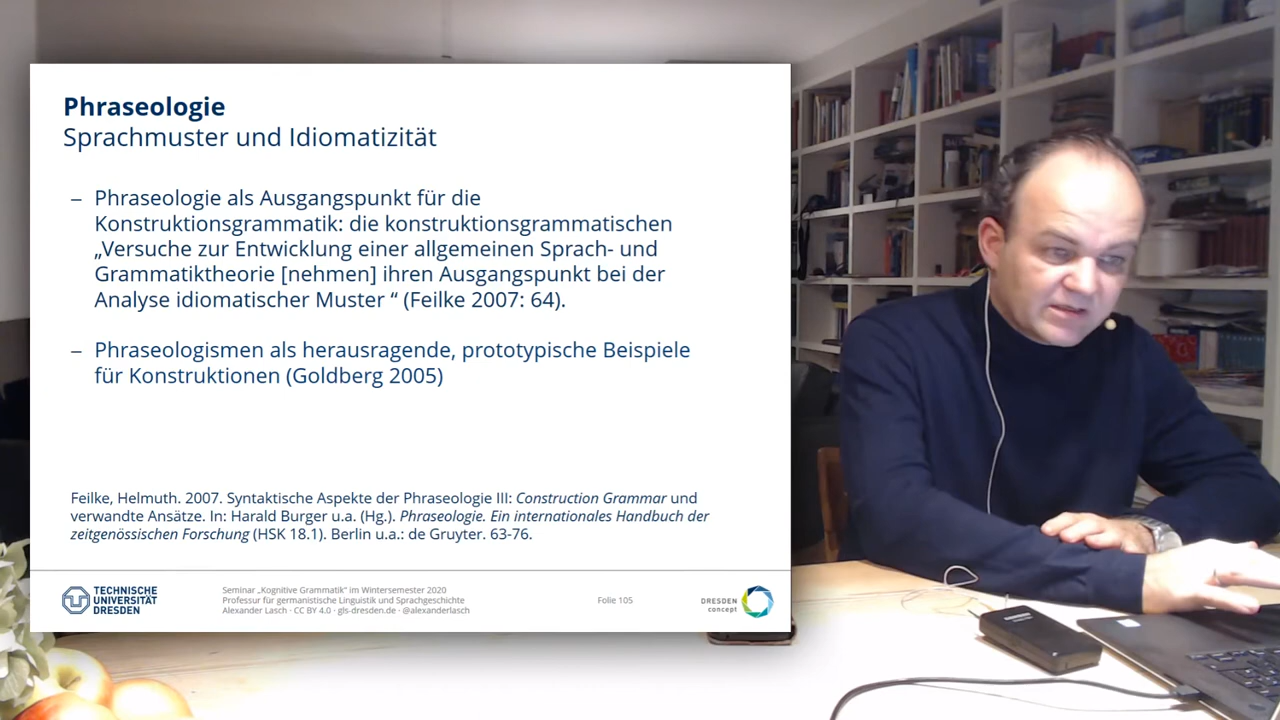 Phraseologie
Sprachmuster und Idiomatizität
– Phraseologie als Ausgangspunkt für die
Konstruktionsgrammatik: die konstruktionsgrammatischen
„Versuche zur Entwicklung einer allgemeinen Sprach- und
Grammatiktheorie [nehmen] ihren Ausgangspunkt bei der
Analyse idiomatischer Muster “ (Feilke 2007: 64).
– Phraseologismen als herausragende, prototypische Beispiele
für Konstruktionen (Goldberg 2005)
Feilke, Helmuth. 2007. Syntaktische Aspekte der Phraseologie III: Construction Grammar und
verwandte Ansätze. In: Harald Burger u.a. (Hg.). Phraseologie. Ein internationales Handbuch der
zeitgenössischen Forschung (HSK 18.1). Berlin u.a.: de Gruyter. 63-76.
TECHNISCHE
UNIVERSITÄT
DRESDEN
Seminar „Kognitive Grammatik“ im Wintersemester 2020
Professur für germanistische Linguistik und Sprachgeschichte
Alexander Lasch · CC BY 4.0 · gls-dresden.de · @alexanderlasch
Folie 105
DRESDEN
concept